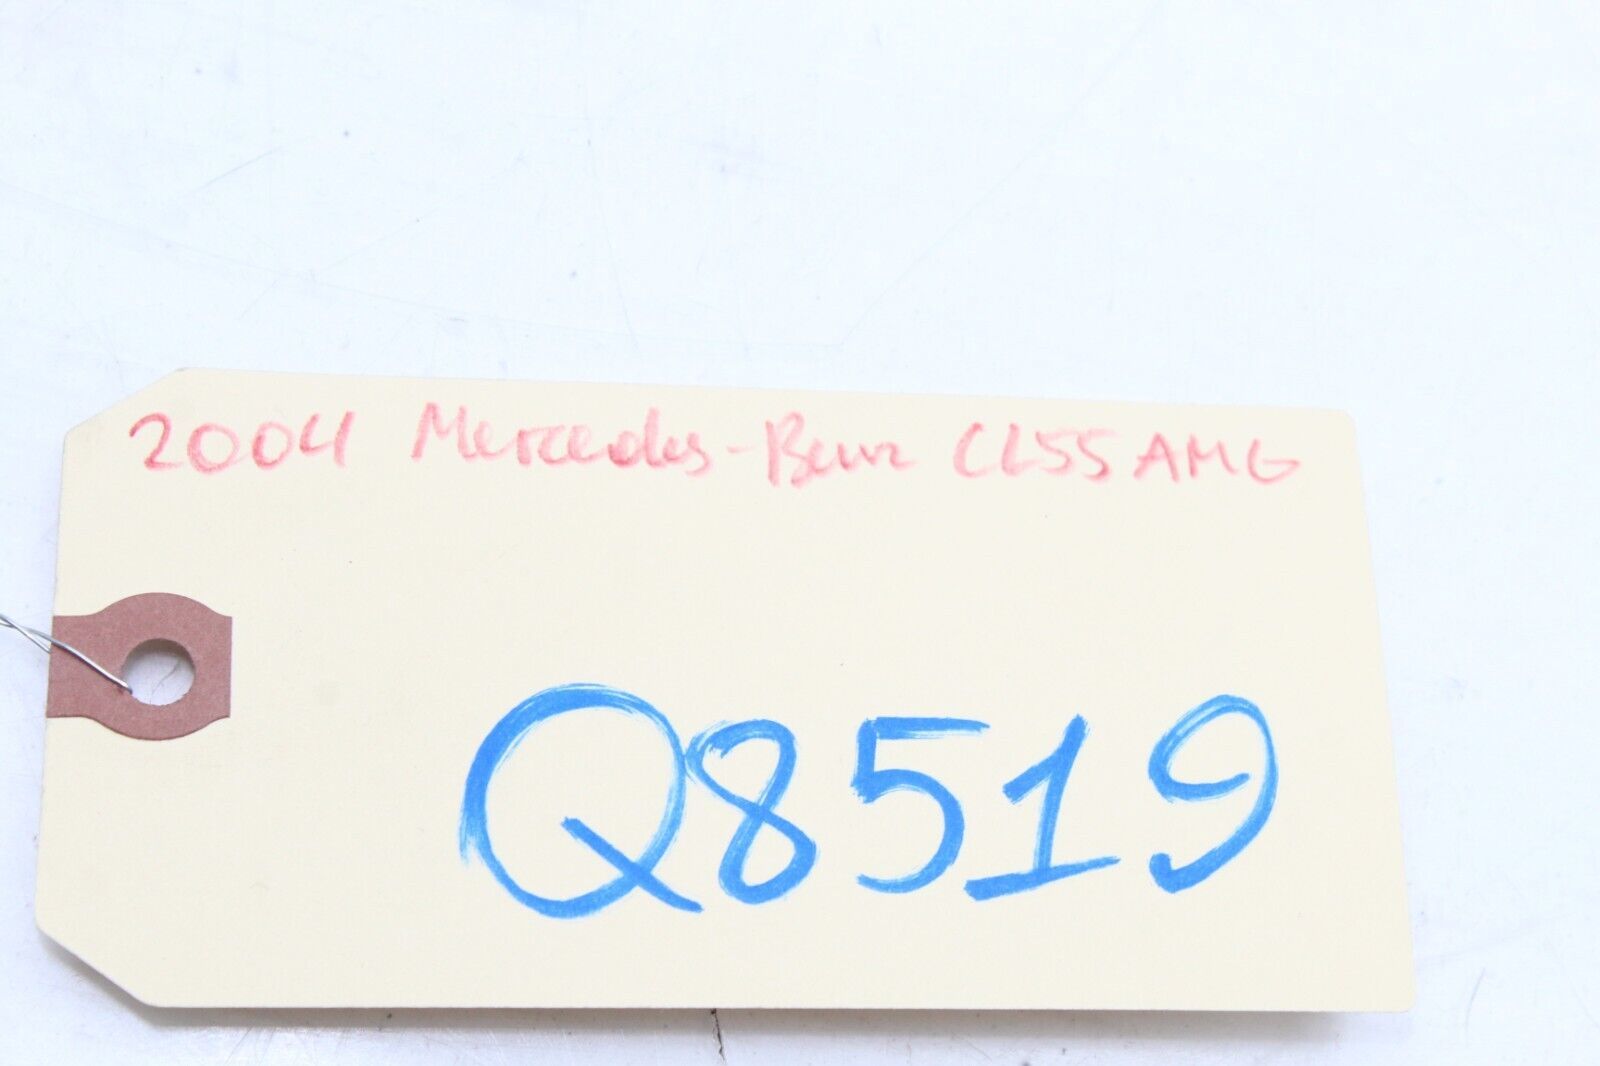 2004 Mercedes-Benz CL55 AMG
Q8519